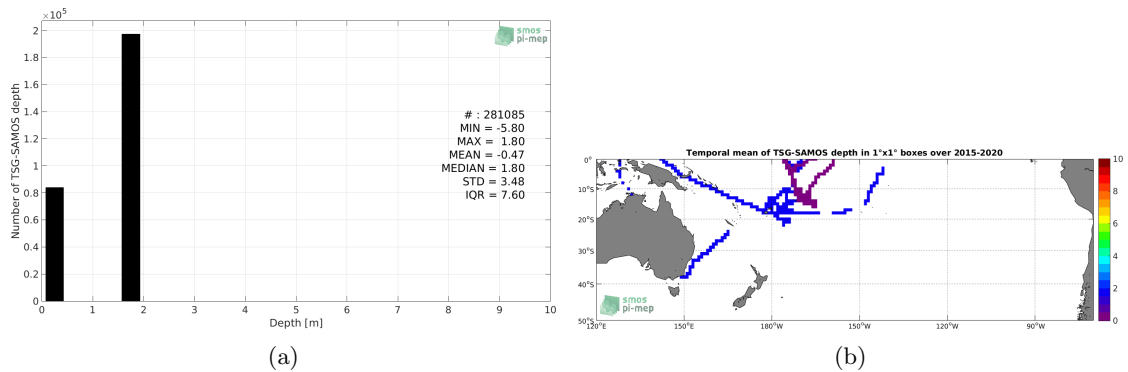 ×10⁵
2
1.8
1.6
1.4
1.2
1
0.8
0.6
0.4
0.2
0
Number of TSG-SAMOS depth
smos
pi-mep
# : 281085
MIN = -5.80
MAX = 1.80
MEAN = -0.47
MEDIAN = 1.80
STD = 3.48
IQR = 7.60
0 1 2 3 4 5 6 7 8 9 10
Depth [m]
(a)
Temporal mean of TSG-SAMOS depth in 1°x1° boxes over 2015-2020
0°
10°S
20°S
30°S
40°S
50°S
120°E 150°E 180°W 150°W 120°W 90°W
smos
pi-mep
10
8
6
4
2
0
(b)